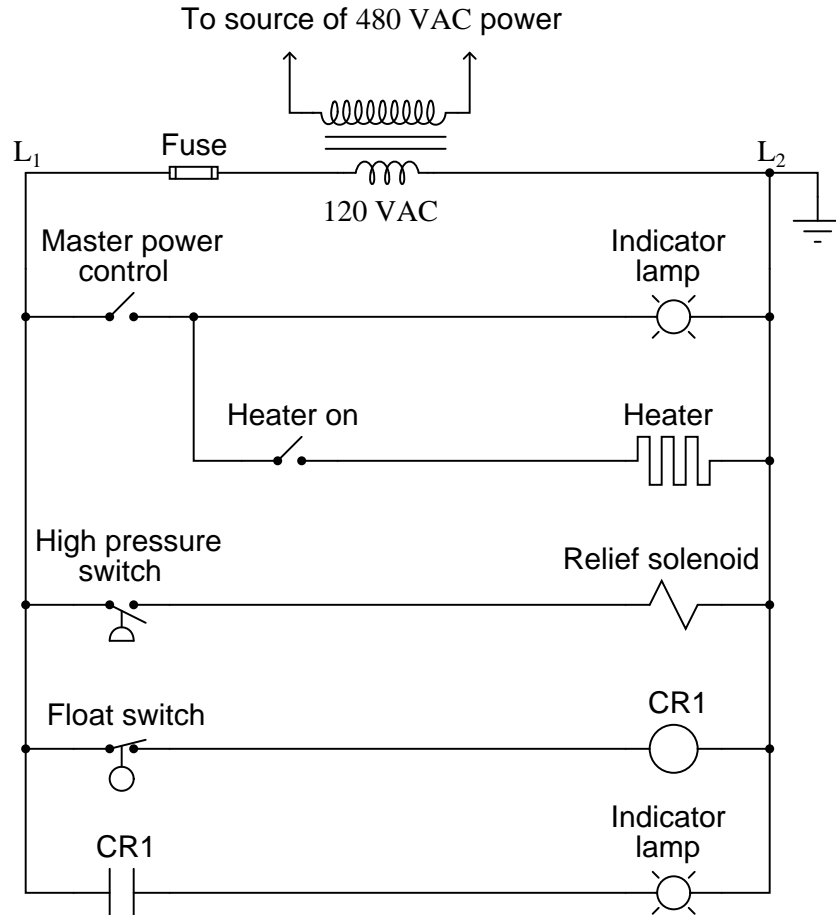 To source of 480 VAC power
Fuse
L1
L2
120 VAC
Master power
control
Indicator
lamp
Heater on
Heater
High pressure
switch
Relief solenoid
Float switch
CR1
CR1
Indicator
lamp